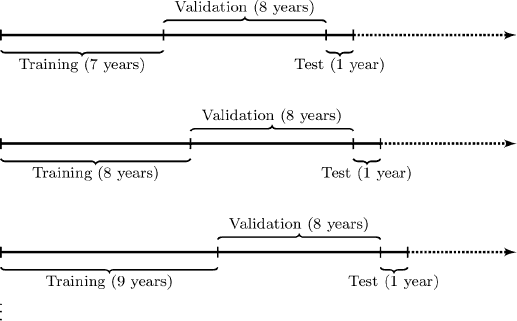 Validation (8 years)
Training (7 years)
Test (1 year)
Validation (8 years)
Training (8 years)
Test (1 year)
Validation (8 years)
Training (9 years)
Test (1 year)